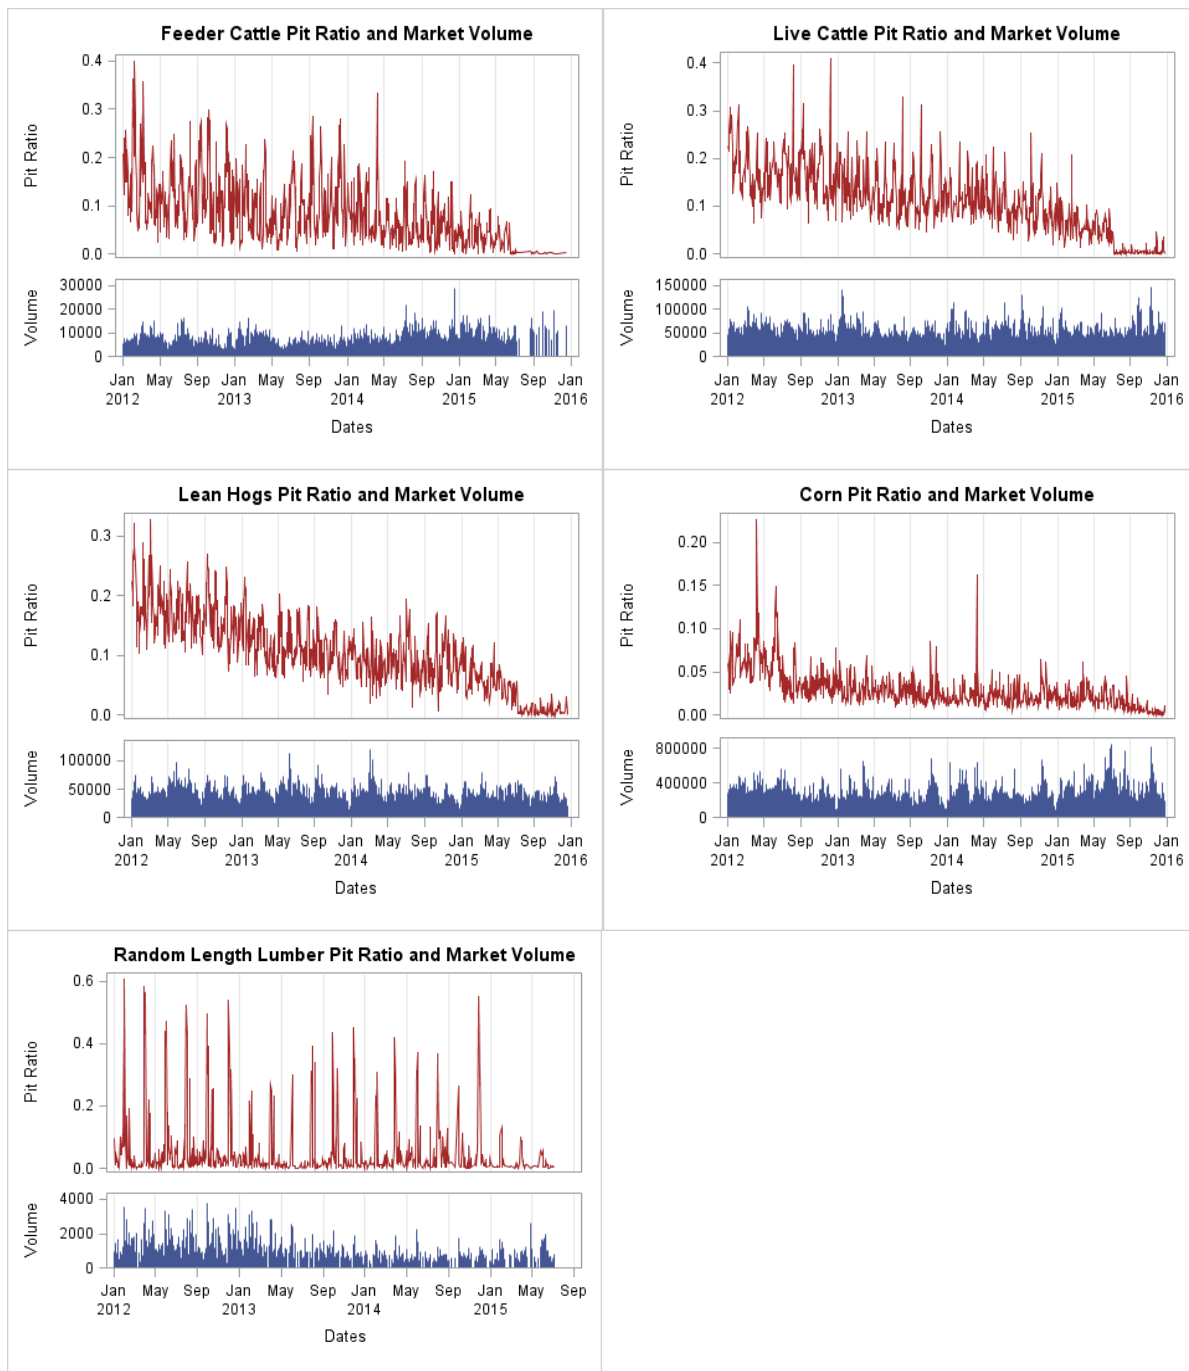 Feeder Cattle Pit Ratio and Market Volume
0.4
0.3
0.2
0.1
0.0
Pit Ratio
30000
20000
10000
0
Volume
Jan May Sep Jan May Sep Jan May Sep Jan May Sep Jan
2012 2013 2014 2015 2016
Dates
Live Cattle Pit Ratio and Market Volume
0.4
0.3
0.2
0.1
0.0
Pit Ratio
150000
100000
50000
0
Volume
Jan May Sep Jan May Sep Jan May Sep Jan May Sep Jan
2012 2013 2014 2015 2016
Dates
Lean Hogs Pit Ratio and Market Volume
0.3
0.2
0.1
0.0
Pit Ratio
100000
50000
0
Volume
Jan May Sep Jan May Sep Jan May Sep Jan May Sep Jan
2012 2013 2014 2015 2016
Dates
Corn Pit Ratio and Market Volume
0.20
0.15
0.10
0.05
0.00
Pit Ratio
800000
400000
0
Volume
Jan May Sep Jan May Sep Jan May Sep Jan May Sep Jan
2012 2013 2014 2015 2016
Dates
Random Length Lumber Pit Ratio and Market Volume
0.6
0.4
0.2
0.0
Pit Ratio
4000
2000
0
Volume
Jan May Sep Jan May Sep Jan May Sep Jan May Sep
2012 2013 2014 2015
Dates